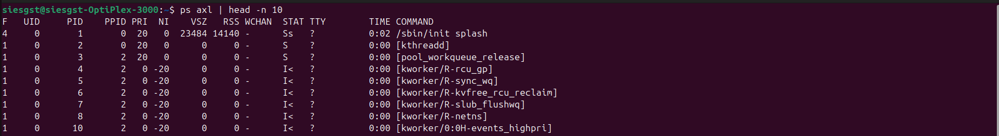 siesgst@siesgst-OptiPlex-3000:~$ ps axl | head -n 10
F   UID     PID    PPID PRI  NI    VSZ   RSS WCHAN  STAT TTY        TIME COMMAND
4     0       1       0  20   0  23484 14140 -      Ss   ?          0:02 /sbin/init splash
1     0       2       0  20   0      0     0 -      S    ?          0:00 [kthreadd]
1     0       3       2  20   0      0     0 -      S    ?          0:00 [pool_workqueue_release]
1     0       4       2   0 -20      0     0 -      I<   ?          0:00 [kworker/R-rcu_gp]
1     0       5       2   0 -20      0     0 -      I<   ?          0:00 [kworker/R-sync_wq]
1     0       6       2   0 -20      0     0 -      I<   ?          0:00 [kworker/R-kvfree_rcu_reclaim]
1     0       7       2   0 -20      0     0 -      I<   ?          0:00 [kworker/R-slub_flushwq]
1     0       8       2   0 -20      0     0 -      I<   ?          0:00 [kworker/R-netns]
1     0      10       2   0 -20      0     0 -      I<   ?          0:00 [kworker/0:0H-events_highpri]